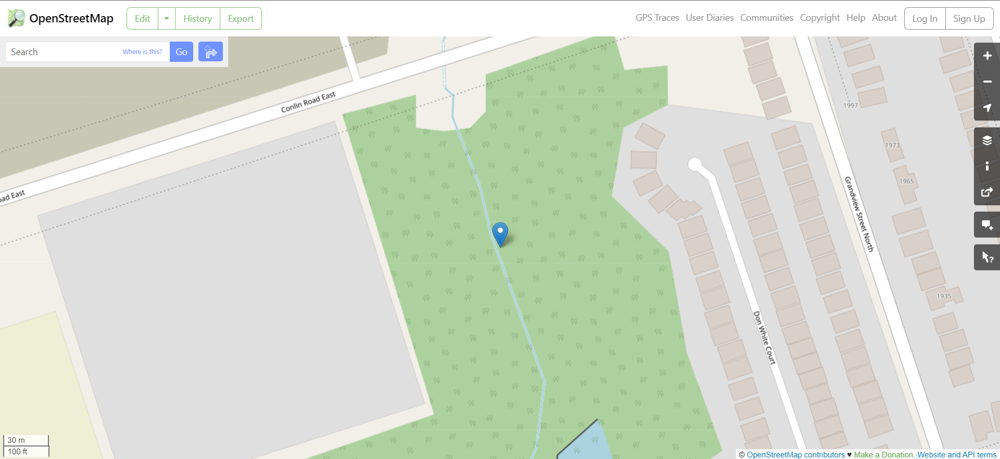 OpenStreetMap
Edit
History
Export
GPS Traces
User Diaries
Communities
Copyright
Help
About
Log In
Sign Up
Search
Where is this?
Go
Conlin Road East
oad East
1997
1973
1965
Grandview Street North
1935
Don White Court
30 m
100 ft
© OpenStreetMap contributors ♥ Make a Donation. Website and API terms